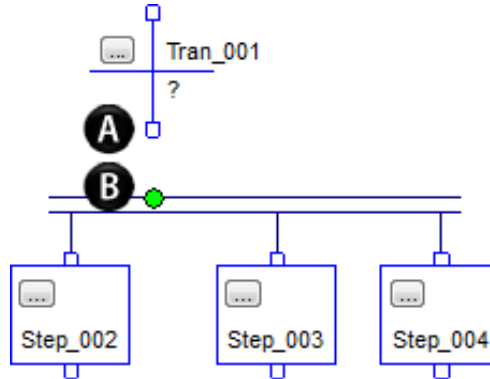 ... Tran_001
?
A
B
... ... ...
Step_002 Step_003 Step_004